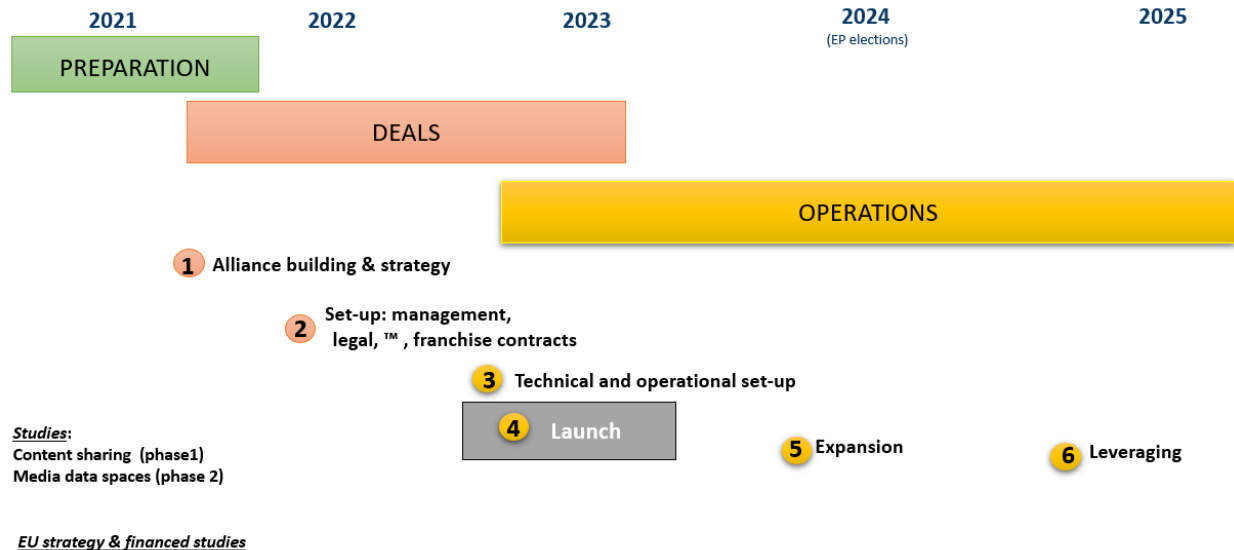 2021 2022 2023 2024 2025
(EP elections)
PREPARATION
DEALS
OPERATIONS
1 Alliance building & strategy
2 Set-up: management,
legal, ™ , franchise contracts
3 Technical and operational set-up
4 Launch
5 Expansion
6 Leveraging
Studies:
Content sharing (phase1)
Media data spaces (phase 2)
EU strategy & financed studies